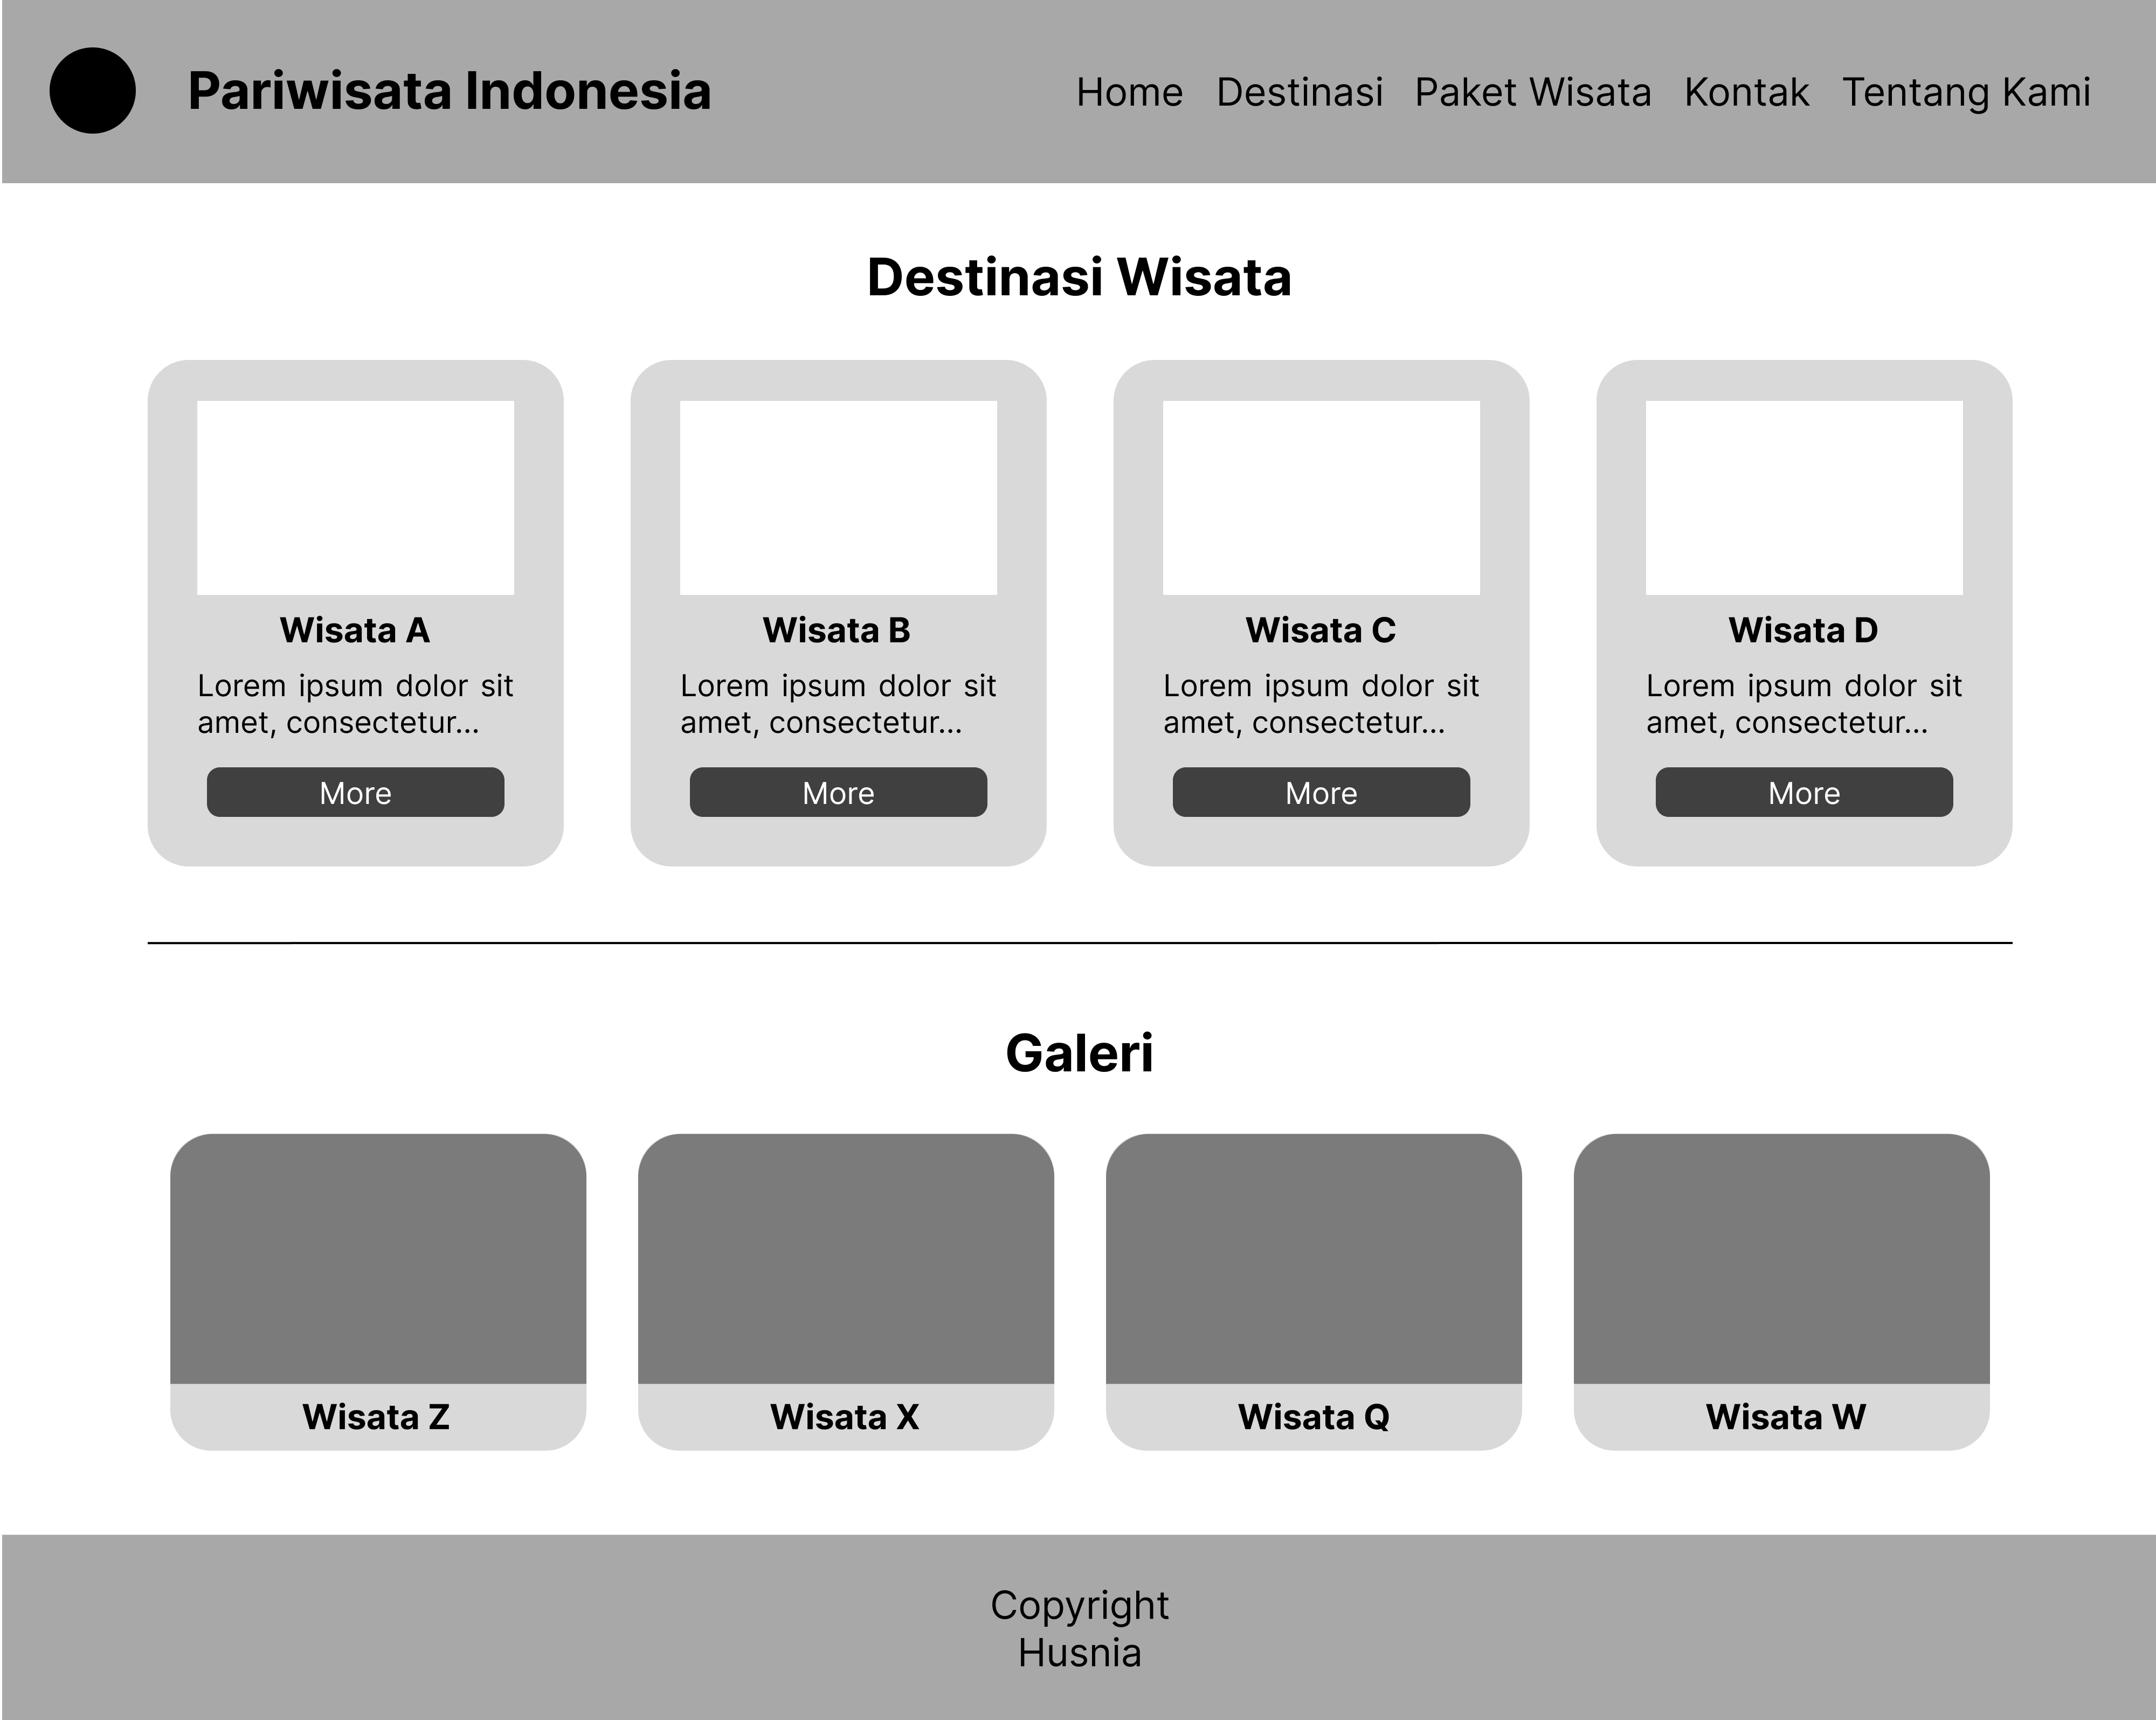 Pariwisata Indonesia
Home Destinasi Paket Wisata Kontak Tentang Kami
Destinasi Wisata
Wisata A
Lorem ipsum dolor sit
amet, consectetur...
More
Wisata B
Lorem ipsum dolor sit
amet, consectetur...
More
Wisata C
Lorem ipsum dolor sit
amet, consectetur...
More
Wisata D
Lorem ipsum dolor sit
amet, consectetur...
More
Galeri
Wisata Z
Wisata X
Wisata Q
Wisata W
Copyright
Husnia